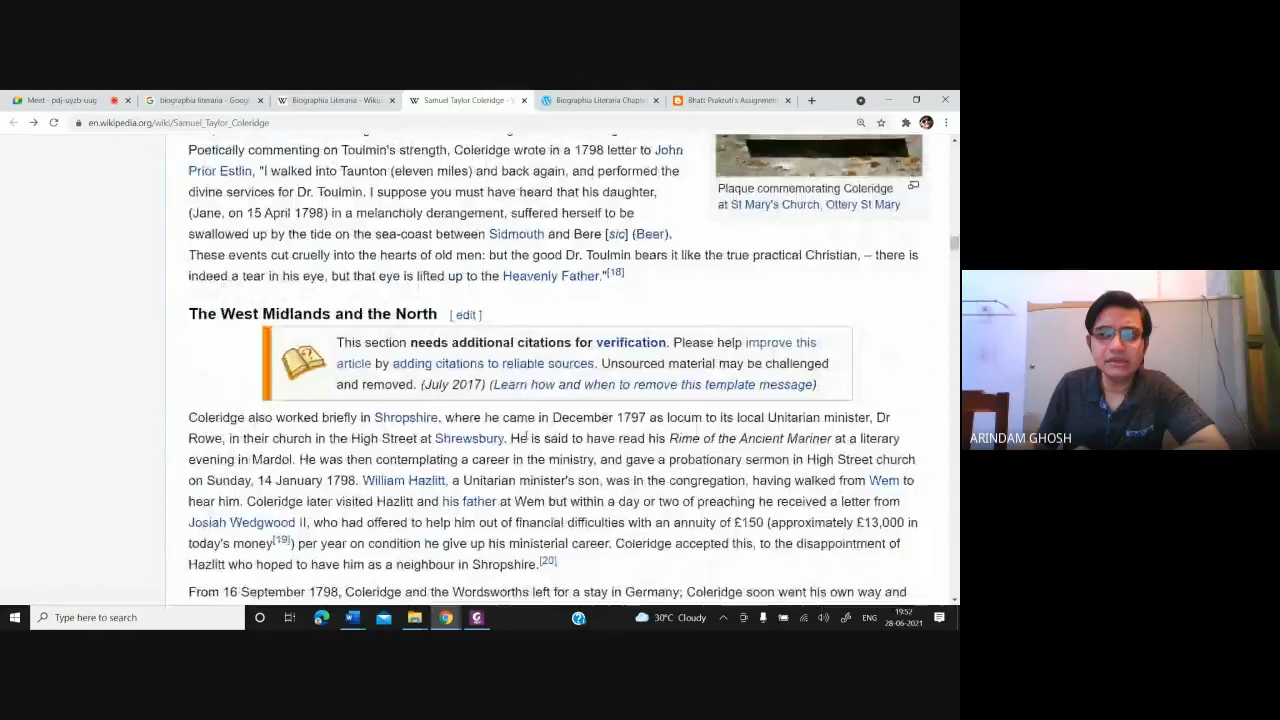 Meet - pdj-uyzb-uug
biographia literaria - Goog
Biographia Literaria - Wiki
Samuel Taylor Coleridge -
Biographia Literaria Chapte
Bhatt Prakruti's Assignment
en.wikipedia.org/wiki/Samuel_Taylor_Coleridge
Poetically commenting on Toulmin's strength, Coleridge wrote in a 1798 letter to John
Prior Estlin, "I walked into Taunton (eleven miles) and back again, and performed the
divine services for Dr. Toulmin. I suppose you must have heard that his daughter,
(Jane, on 15 April 1798) in a melancholy derangement, suffered herself to be
swallowed up by the tide on the sea-coast between Sidmouth and Bere [sic] (Beer).
These events cut cruelly into the hearts of old men: but the good Dr. Toulmin bears it like the true practical Christian, – there is
indeed a tear in his eye, but that eye is lifted up to the Heavenly Father."[18]
Plaque commemorating Coleridge
at St Mary's Church, Ottery St Mary
The West Midlands and the North [ edit ]
This section needs additional citations for verification. Please help improve this
article by adding citations to reliable sources. Unsourced material may be challenged
and removed. (July 2017) (Learn how and when to remove this template message)
Coleridge also worked briefly in Shropshire, where he came in December 1797 as locum to its local Unitarian minister, Dr
Rowe, in their church in the High Street at Shrewsbury. He is said to have read his Rime of the Ancient Mariner at a literary
evening in Mardol. He was then contemplating a career in the ministry, and gave a probationary sermon in High Street church
on Sunday, 14 January 1798. William Hazlitt, a Unitarian minister's son, was in the congregation, having walked from Wem to
hear him. Coleridge later visited Hazlitt and his father at Wem but within a day or two of preaching he received a letter from
Josiah Wedgwood II, who had offered to help him out of financial difficulties with an annuity of £150 (approximately £13,000 in
today's money[19]) per year on condition he give up his ministerial career. Coleridge accepted this, to the disappointment of
Hazlitt who hoped to have him as a neighbour in Shropshire.[20]
From 16 September 1798, Coleridge and the Wordsworths left for a stay in Germany; Coleridge soon went his own way and
ARINDAM GHOSH
Type here to search
30°C Cloudy
ENG
19:52
28-06-2021